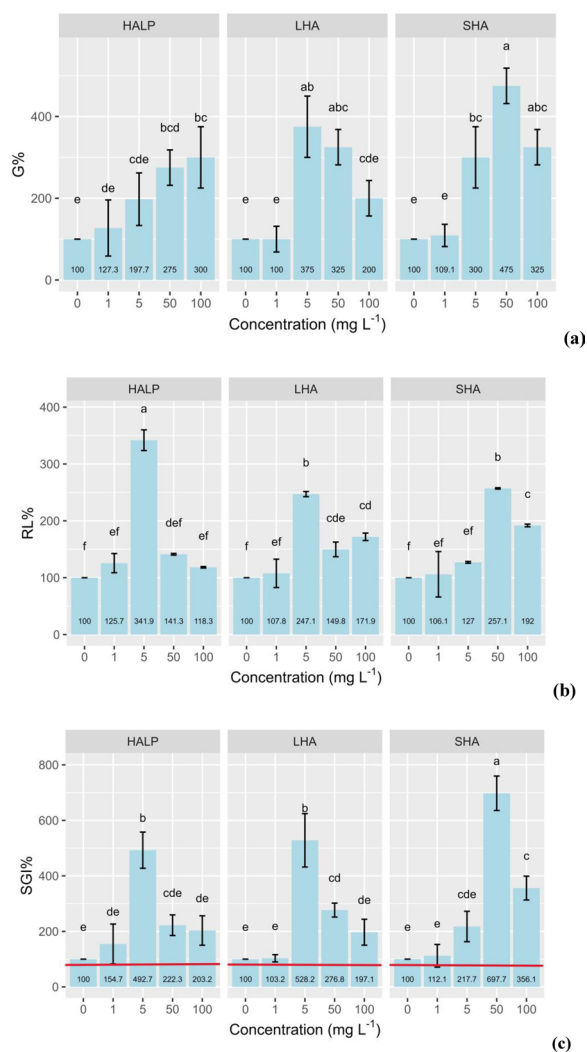 HALP LHA SHA
a
ab
bc abc abc
400
bcd bc
cde cde
G%
de
200
e e e e e
0
100 127.3 197.7 275 300 100 100 375 325 200 100 109.1 300 475 325
0 1 5 50 100 0 1 5 50 100 0 1 5 50 100
Concentration (mg L⁻¹)
(a)
HALP LHA SHA
400
a
300
b b
RL%
200
def ef cde cd c
ef ef ef ef
f f f
100
0
100 125.7 341.9 141.3 118.3 100 107.8 247.1 149.8 171.9 100 106.1 127 257.1 192
0 1 5 50 100 0 1 5 50 100 0 1 5 50 100
Concentration (mg L⁻¹)
(b)
HALP LHA SHA
800
a
600
b b
SGI%
400
c
cde cd cde
de de de
200
e e e e e
0
100 154.7 492.7 222.3 203.2 100 103.2 528.2 276.8 197.1 100 112.1 217.7 697.7 356.1
0 1 5 50 100 0 1 5 50 100 0 1 5 50 100
Concentration (mg L⁻¹)
(c)